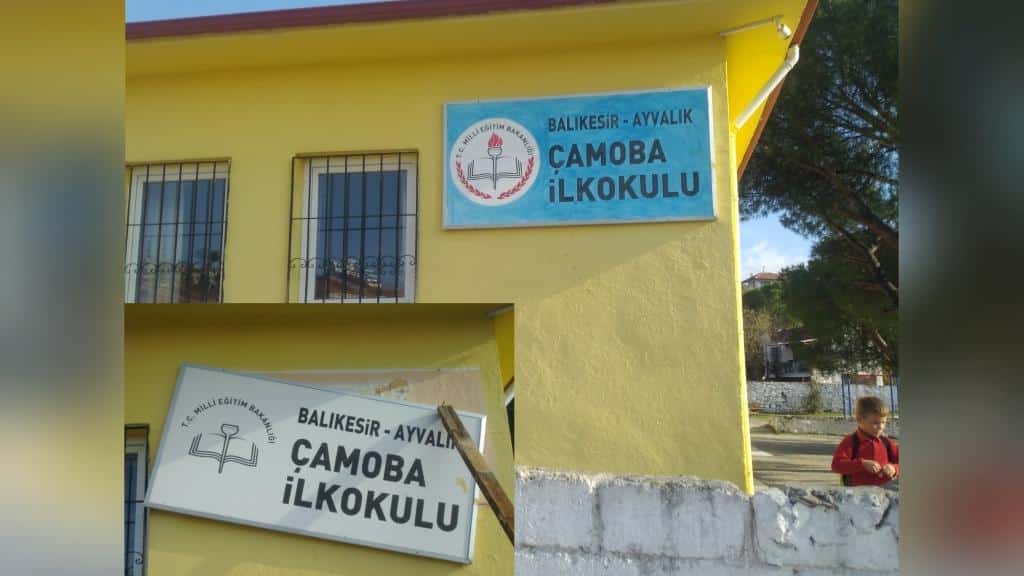 T.C. MİLLİ EĞİTİM BAKANLIĞI
BALIKESİR - AYVALIK
ÇAMOBA
İLKOKULU
T.C. MİLLİ EĞİTİM BAKANLIĞI
BALIKESİR - AYVALIK
ÇAMOBA
İLKOKULU